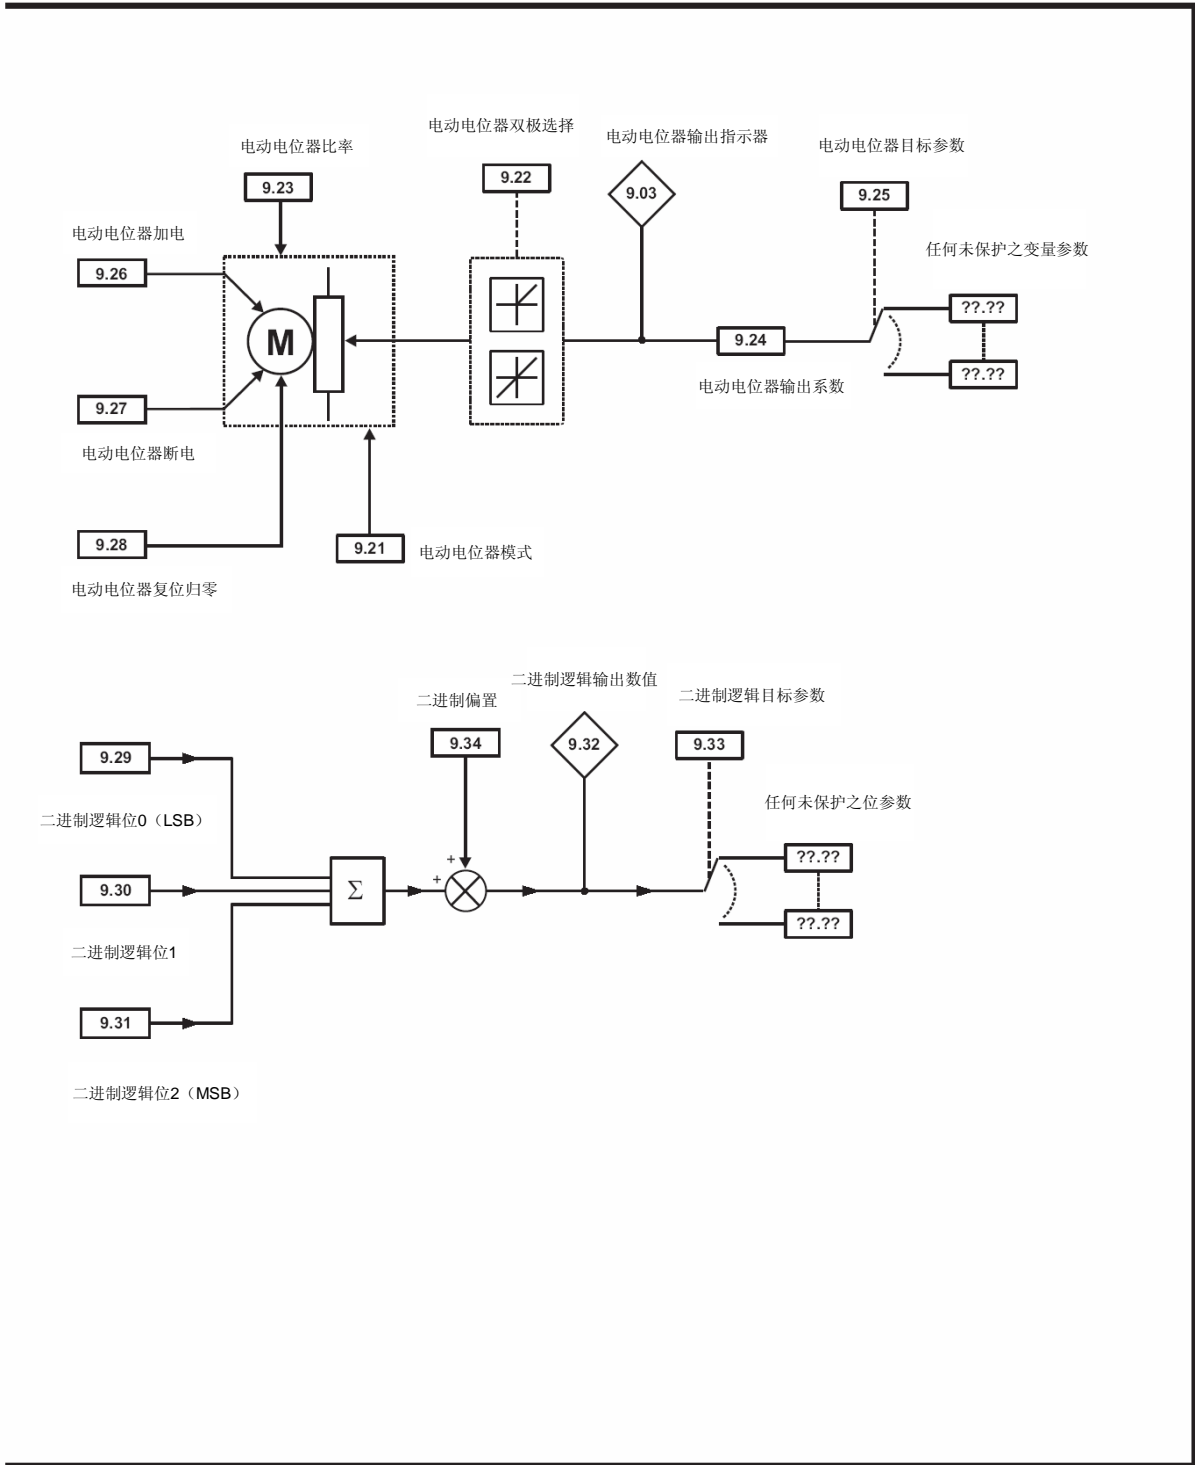 电动电位器比率
9.23
电动电位器双极选择
9.22
电动电位器输出指示器
9.03
电动电位器目标参数
9.25
电动电位器加电
9.26
任何未保护之变量参数
??.??
??.??
M
9.24
电动电位器输出系数
9.27
电动电位器断电
9.28
电动电位器复位归零
9.21
电动电位器模式
二进制偏置
9.34
二进制逻辑输出数值
9.32
二进制逻辑目标参数
9.33
9.29
二进制逻辑位0（LSB）
任何未保护之位参数
??.??
??.??
+
+
Σ
9.30
二进制逻辑位1
9.31
二进制逻辑位2（MSB）